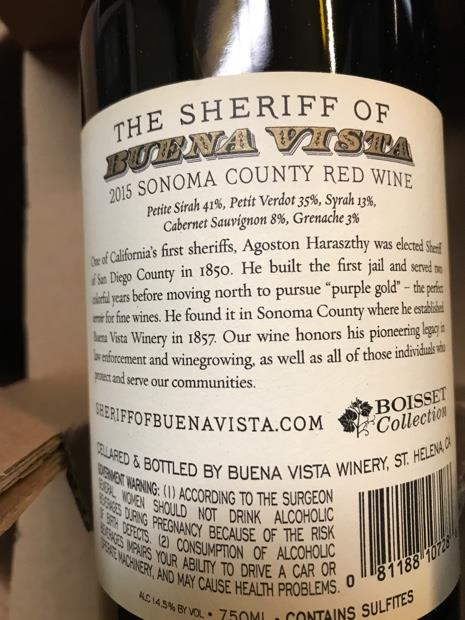 THE SHERIFF OF
BUENA VISTA
2015 SONOMA COUNTY RED WINE
Petite Sirah 41%, Petit Verdot 35%, Syrah 13%,
Cabernet Sauvignon 8%, Grenache 3%
One of California's first sheriffs, Agoston Haraszthy was elected Sheriff
of San Diego County in 1850. He built the first jail and served two
colorful years before moving north to pursue “purple gold” – the perfect
terroir for fine wines. He found it in Sonoma County where he established
Buena Vista Winery in 1857. Our wine honors his pioneering legacy in
law enforcement and winegrowing, as well as all of those individuals who
protect and serve our communities.
SHERIFFOFBUENAVISTA.COM
BOISSET
Collection
CELLARED & BOTTLED BY BUENA VISTA WINERY, ST. HELENA, CA
GOVERNMENT WARNING: (1) ACCORDING TO THE SURGEON
GENERAL, WOMEN SHOULD NOT DRINK ALCOHOLIC
BEVERAGES DURING PREGNANCY BECAUSE OF THE RISK
OF BIRTH DEFECTS. (2) CONSUMPTION OF ALCOHOLIC
BEVERAGES IMPAIRS YOUR ABILITY TO DRIVE A CAR OR
OPERATE MACHINERY, AND MAY CAUSE HEALTH PROBLEMS.
0 81188 10728
ALC 14.5% BY VOL • 750ML • CONTAINS SULFITES